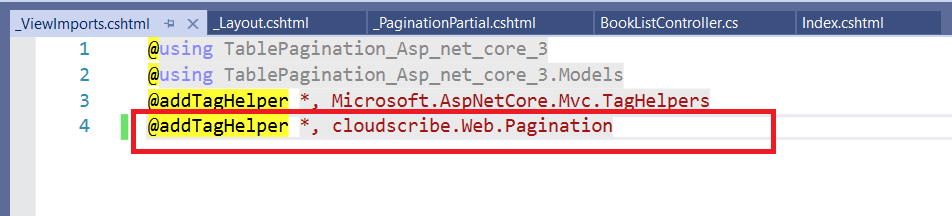 _ViewImports.cshtml _Layout.cshtml _PaginationPartial.cshtml BookListController.cs Index.cshtml
1 @using TablePagination_Asp_net_core_3
2 @using TablePagination_Asp_net_core_3.Models
3 @addTagHelper *, Microsoft.AspNetCore.Mvc.TagHelpers
4 @addTagHelper *, cloudscribe.Web.Pagination